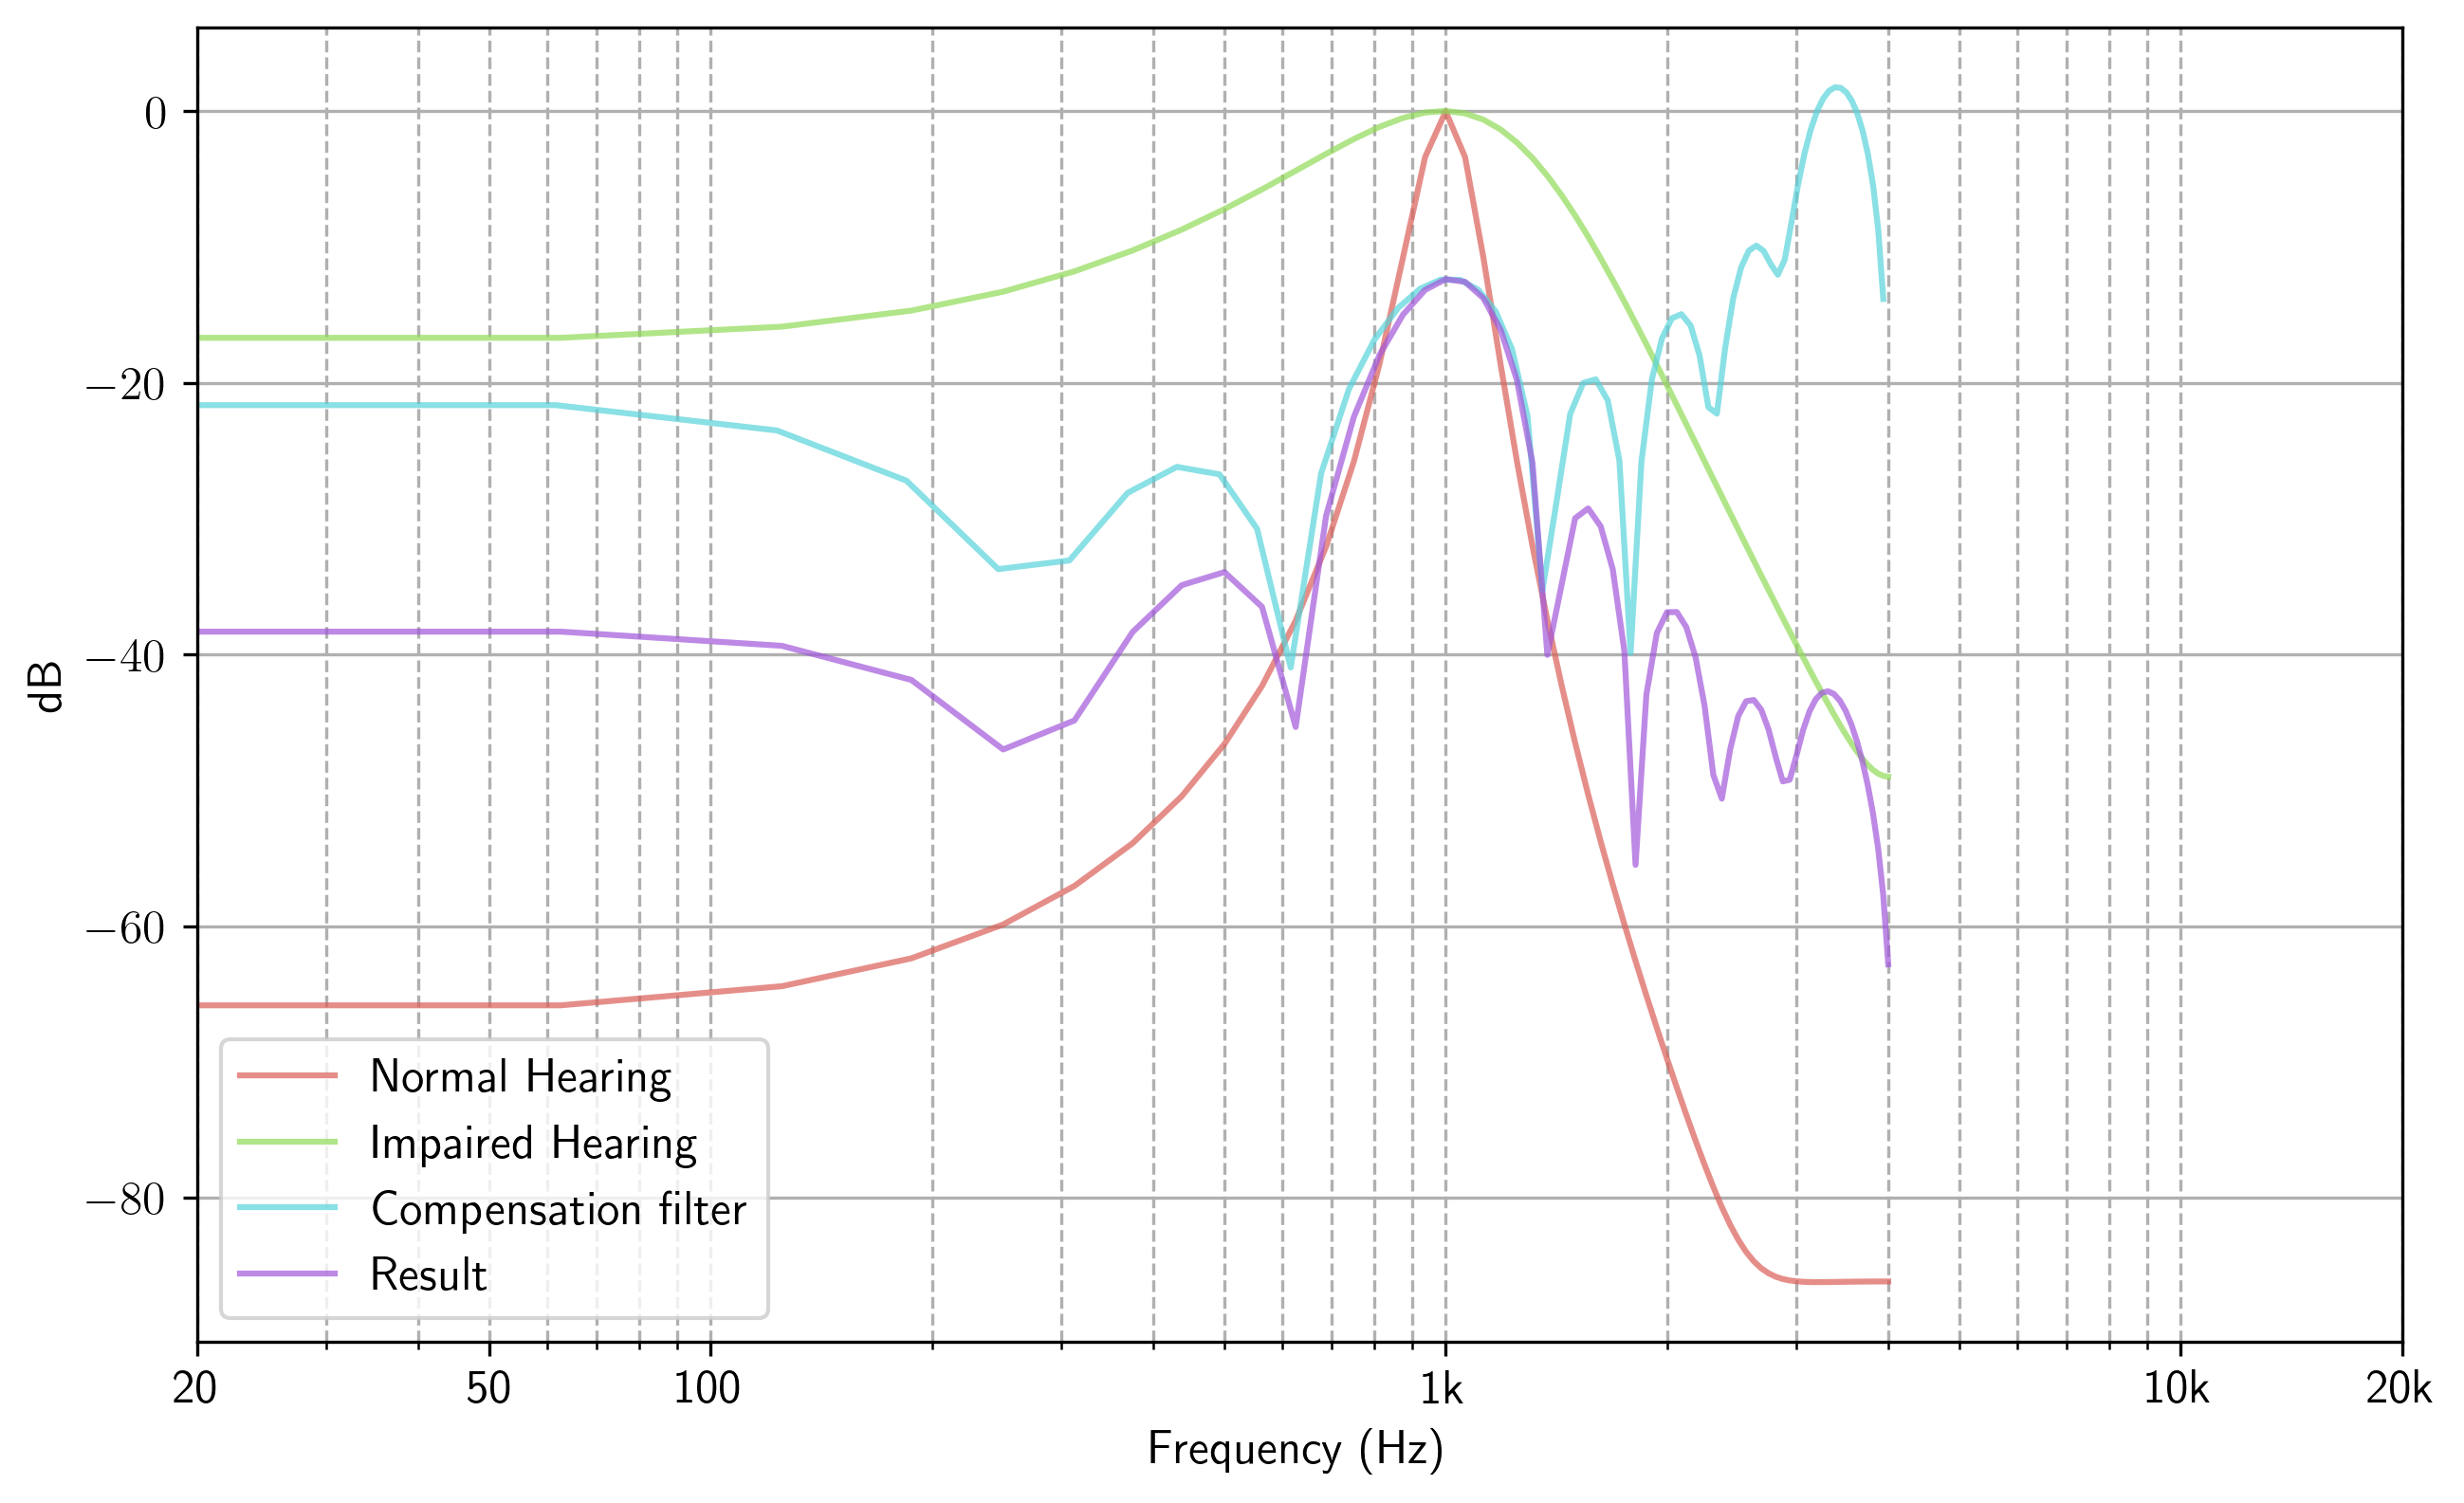 0
−20
−40
−60
−80
dB
Normal Hearing
Impaired Hearing
Compensation filter
Result
20 50 100 1k 10k 20k
Frequency (Hz)